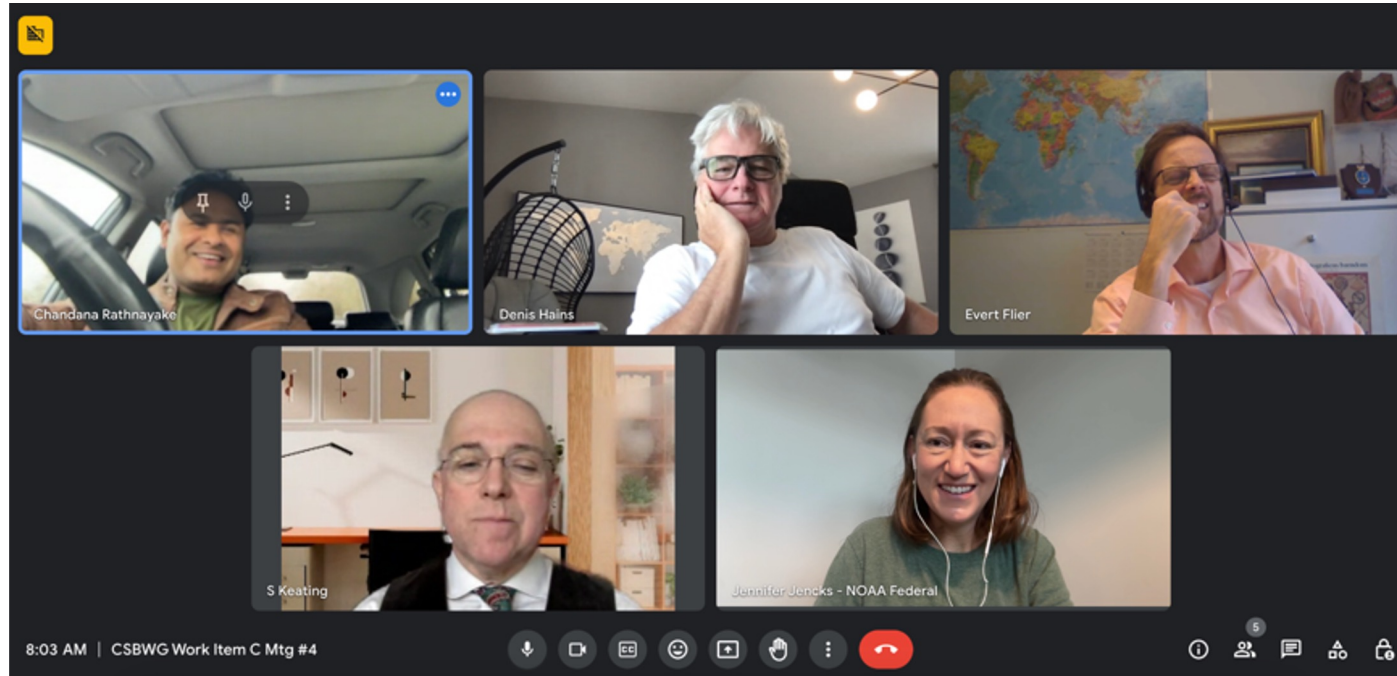 Chandana Rathnayake
Denis Hains
Evert Flier
S Keating
Jennifer Jencks - NOAA Federal
5
8:03 AM | CSBWG Work Item C Mtg #4
CC